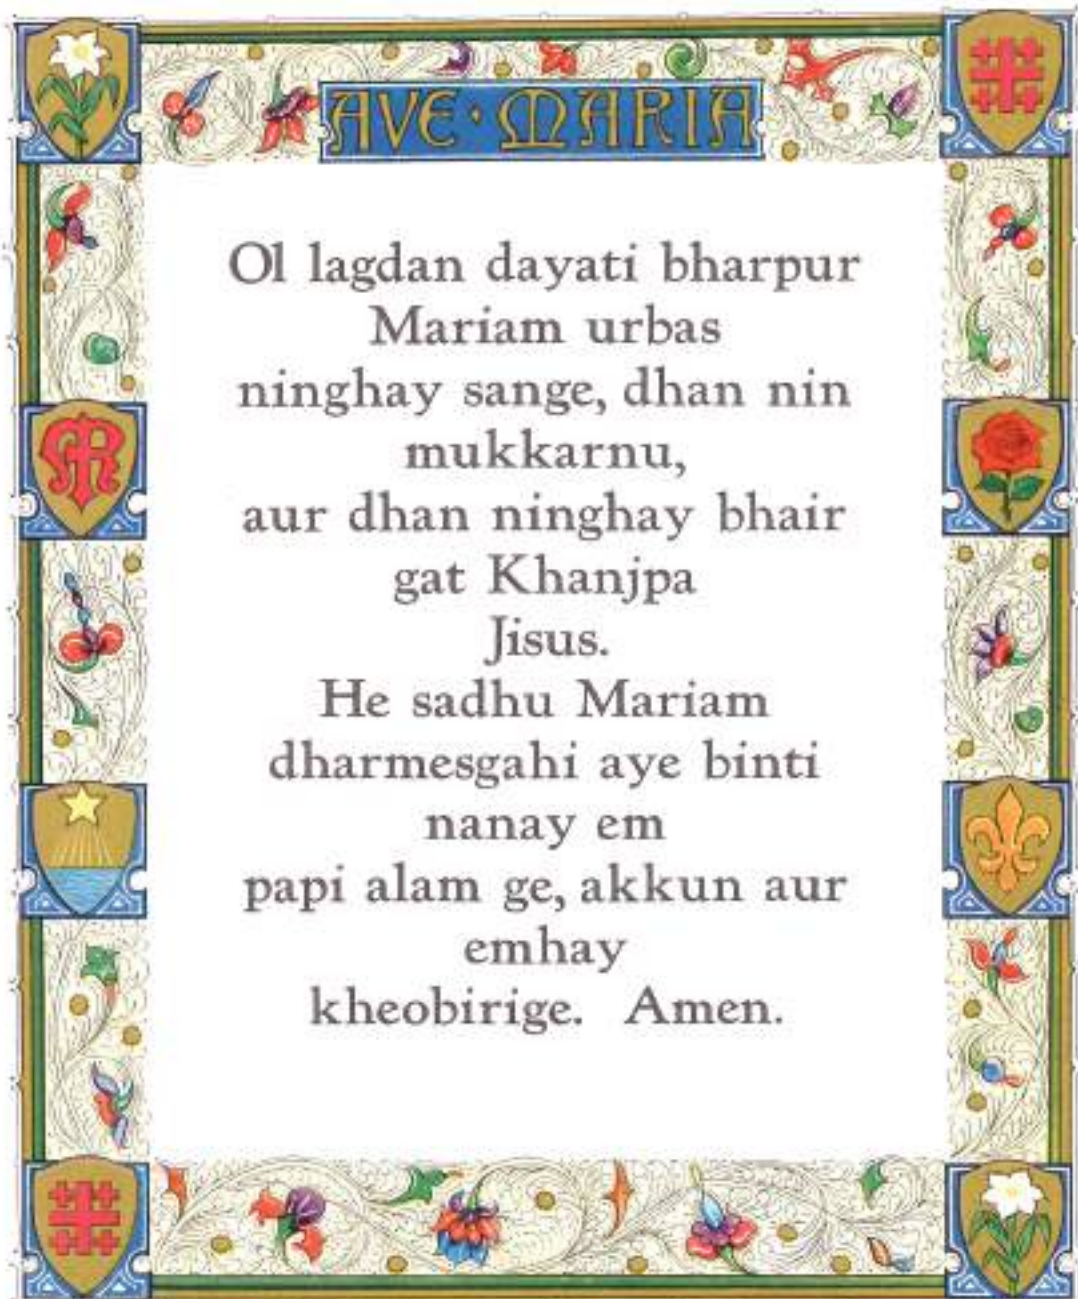 AVE · MARIA
Ol lagdan dayati bharpur
Mariam urbas
ninghay sange, dhan nin
mukkarnu,
aur dhan ninghay bhair
gat Khanjpa
Jisus.
He sadhu Mariam
dharmesgahi aye binti
nanay em
papi alam ge, akkun aur
emhay
kheobirige. Amen.